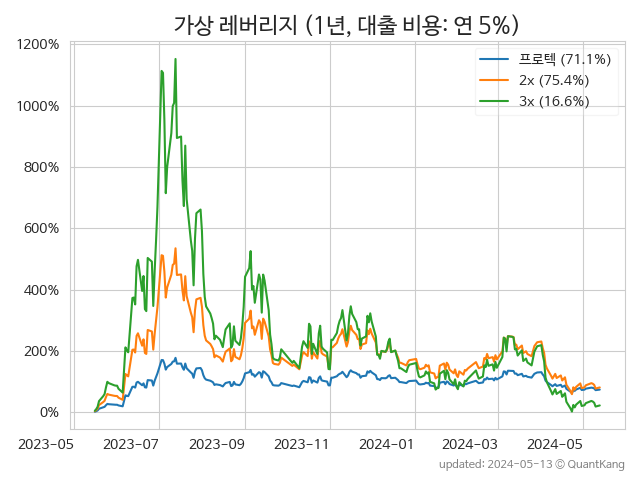 가상 레버리지 (1년, 대출 비용: 연 5%)
프로텍 (71.1%)
2x (75.4%)
3x (16.6%)
1200%
1000%
800%
600%
400%
200%
0%
2023-05 2023-07 2023-09 2023-11 2024-01 2024-03 2024-05
updated: 2024-05-13 © QuantKang